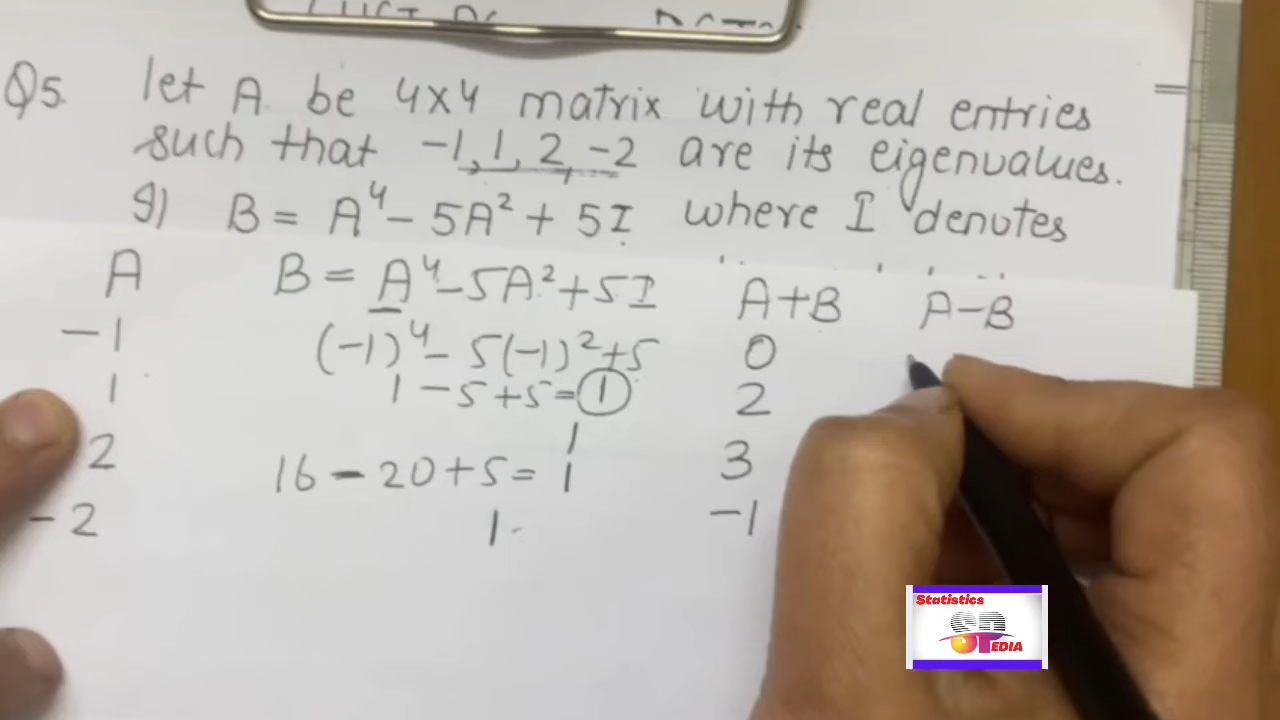 Q5. let A be 4x4 matrix with real entries
such that -1, 1, 2, -2 are its eigenvalues.
9) B = A⁴ - 5A² + 5I where I denotes
A B = A⁴ - 5A² + 5I A+B A-B
-1 (-1)⁴ - 5(-1)² + 5 0
1 1 - 5 + 5 = 1 2
1
2 16 - 20 + 5 = 1 3
-2 1 -1
Statistics
EDIA